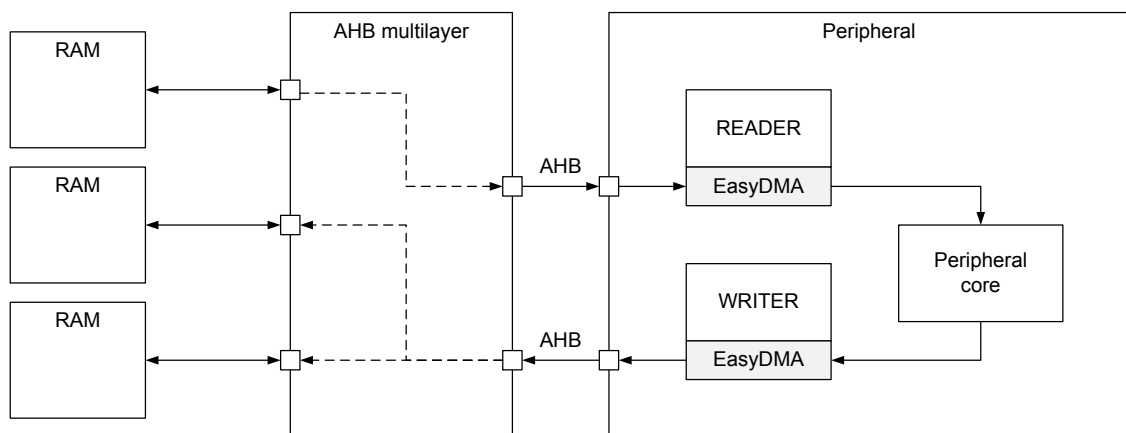 AHB multilayer
Peripheral
RAM
RAM
RAM
AHB
AHB
READER
EasyDMA
WRITER
EasyDMA
Peripheral
core